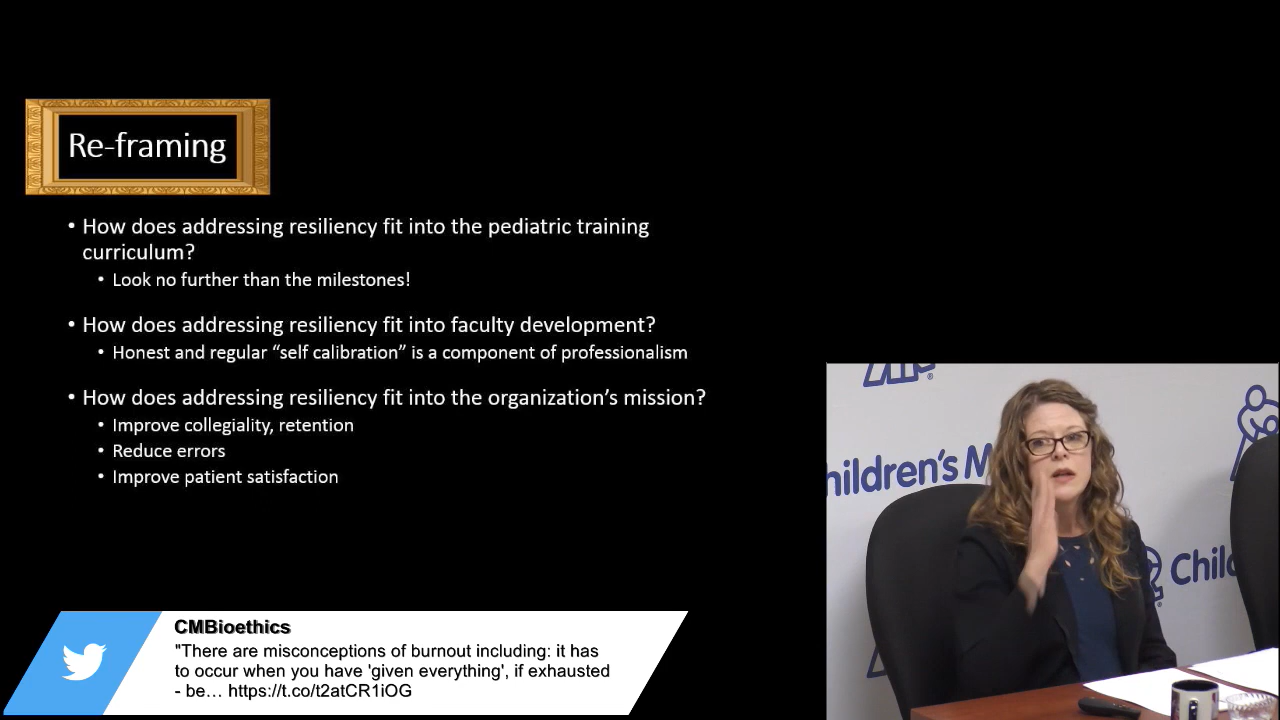 Re-framing
• How does addressing resiliency fit into the pediatric training
curriculum?
• Look no further than the milestones!
• How does addressing resiliency fit into faculty development?
• Honest and regular “self calibration” is a component of professionalism
• How does addressing resiliency fit into the organization’s mission?
• Improve collegiality, retention
• Reduce errors
• Improve patient satisfaction
CMBioethics
"There are misconceptions of burnout including: it has
to occur when you have 'given everything', if exhausted
- be… https://t.co/t2atCR1iOG
®
hildren's M
Chil